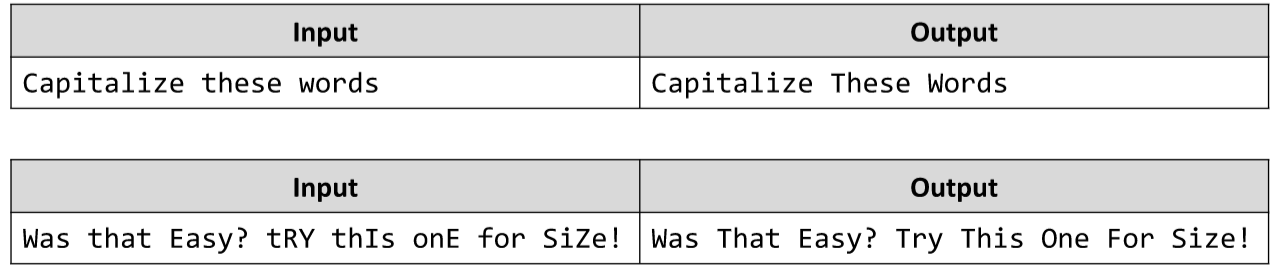 Input Output
Capitalize these words Capitalize These Words
Input Output
Was that Easy? tRY thIs onE for SiZe! Was That Easy? Try This One For Size!